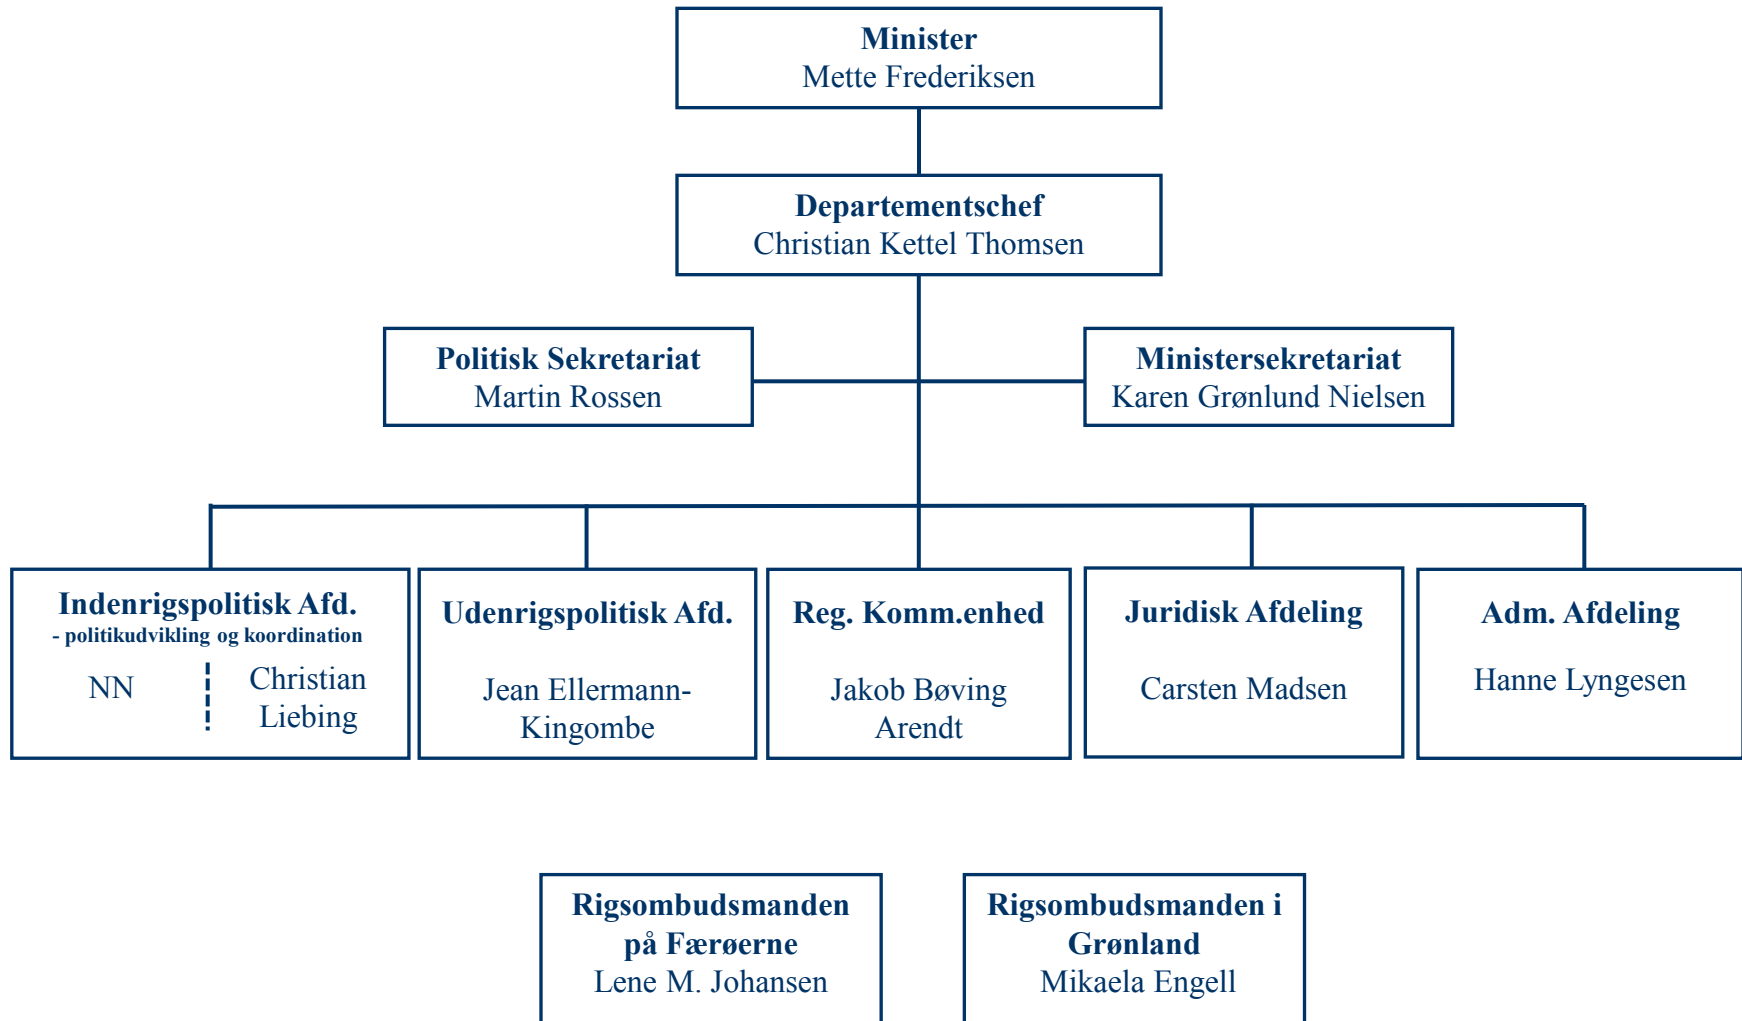 Minister
Mette Frederiksen
Departementschef
Christian Kettel Thomsen
Politisk Sekretariat
Martin Rossen
Ministersekretariat
Karen Grønlund Nielsen
Indenrigspolitisk Afd.
- politikudvikling og koordination
NN
Christian
Liebing
Udenrigspolitisk Afd.
Jean Ellermann-
Kingombe
Reg. Komm.enhed
Jakob Bøving
Arendt
Juridisk Afdeling
Carsten Madsen
Adm. Afdeling
Hanne Lyngesen
Rigsombudsmanden
på Færøerne
Lene M. Johansen
Rigsombudsmanden i
Grønland
Mikaela Engell